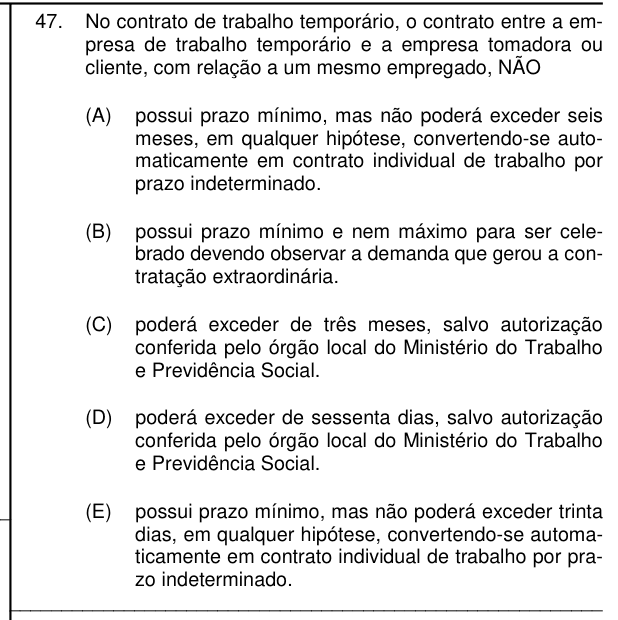 47. No contrato de trabalho temporário, o contrato entre a em-
presa de trabalho temporário e a empresa tomadora ou
cliente, com relação a um mesmo empregado, NÃO
(A) possui prazo mínimo, mas não poderá exceder seis
meses, em qualquer hipótese, convertendo-se auto-
maticamente em contrato individual de trabalho por
prazo indeterminado.
(B) possui prazo mínimo e nem máximo para ser cele-
brado devendo observar a demanda que gerou a con-
tratação extraordinária.
(C) poderá exceder de três meses, salvo autorização
conferida pelo órgão local do Ministério do Trabalho
e Previdência Social.
(D) poderá exceder de sessenta dias, salvo autorização
conferida pelo órgão local do Ministério do Trabalho
e Previdência Social.
(E) possui prazo mínimo, mas não poderá exceder trinta
dias, em qualquer hipótese, convertendo-se automa-
ticamente em contrato individual de trabalho por pra-
zo indeterminado.